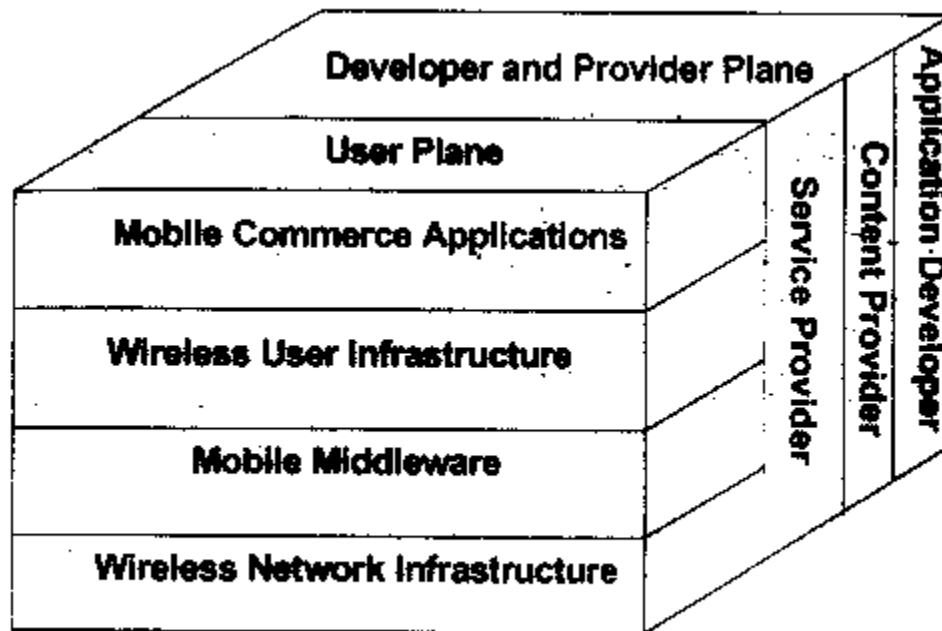 Developer and Provider Plane
User Plane
Mobile Commerce Applications
Wireless User Infrastructure
Mobile Middleware
Wireless Network Infrastructure
Service Provider
Content Provider
Application Developer